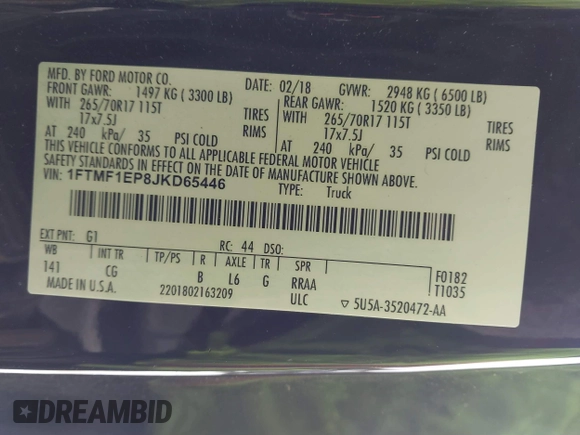 MFD. BY FORD MOTOR CO.
DATE: 02/18 GVWR: 2948 KG ( 6500 LB)
FRONT GAWR: 1497 KG ( 3300 LB) REAR GAWR: 1520 KG ( 3350 LB)
WITH 265/70R17 115T TIRES WITH 265/70R17 115T TIRES
17x7.5J RIMS 17x7.5J RIMS
AT 240 kPa/ 35 PSI COLD AT 240 kPa/ 35 PSI COLD
THIS VEHICLE CONFORMS TO ALL APPLICABLE FEDERAL MOTOR VEHICLE
SAFETY STANDARDS IN EFFECT ON THE DATE OF MANUFACTURE SHOWN ABOVE.
VIN: 1FTMF1EP8JKD65446
TYPE: Truck
EXT PNT: G1 RC: 44 DSO:
WB INT TR TP/PS R AXLE TR SPR
141 CG B L6 G RRAA
F0182
T1035
MADE IN U.S.A. 2201802163209 ULC ▽ 5U5A-3520472-AA
DREAMBID